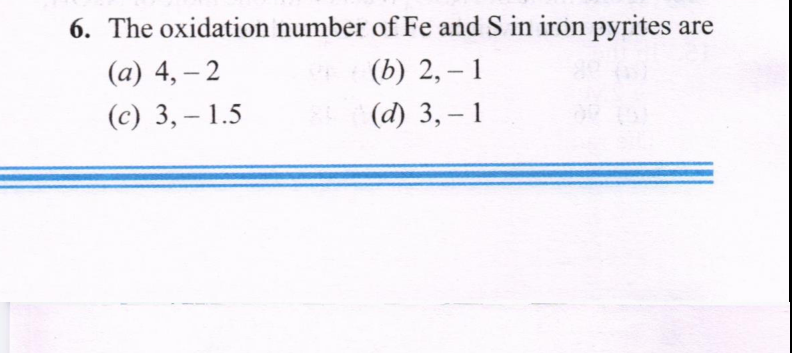 6. The oxidation number of Fe and S in iron pyrites are
(a) 4, – 2 (b) 2, – 1
(c) 3, – 1.5 (d) 3, – 1